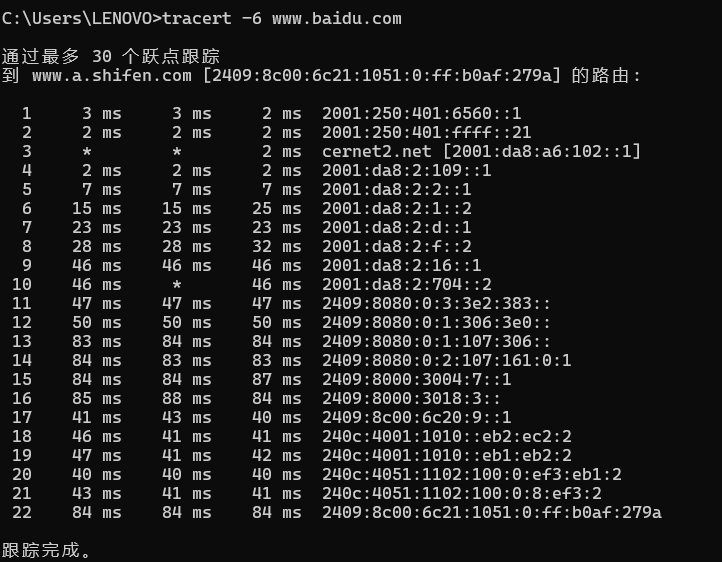 C:\Users\LENOVO>tracert -6 www.baidu.com
通过最多 30 个跃点跟踪
到 www.a.shifen.com [2409:8c00:6c21:1051:0:ff:b0af:279a] 的路由:
1 3 ms 3 ms 2 ms 2001:250:401:6560::1
2 2 ms 2 ms 2 ms 2001:250:401:ffff::21
3 * * 2 ms cernet2.net [2001:da8:a6:102::1]
4 2 ms 2 ms 2 ms 2001:da8:2:109::1
5 7 ms 7 ms 7 ms 2001:da8:2:2::1
6 15 ms 15 ms 25 ms 2001:da8:2:1::2
7 23 ms 23 ms 23 ms 2001:da8:2:d::1
8 28 ms 28 ms 32 ms 2001:da8:2:f::2
9 46 ms 46 ms 46 ms 2001:da8:2:16::1
10 46 ms * 46 ms 2001:da8:2:704::2
11 47 ms 47 ms 47 ms 2409:8080:0:3:3e2:383::
12 50 ms 50 ms 50 ms 2409:8080:0:1:306:3e0::
13 83 ms 84 ms 84 ms 2409:8080:0:1:107:306::
14 84 ms 83 ms 83 ms 2409:8080:0:2:107:161:0:1
15 84 ms 84 ms 87 ms 2409:8000:3004:7::1
16 85 ms 88 ms 84 ms 2409:8000:3018:3::
17 41 ms 43 ms 40 ms 2409:8c00:6c20:9::1
18 46 ms 41 ms 41 ms 240c:4001:1010::eb2:ec2:2
19 47 ms 41 ms 42 ms 240c:4001:1010::eb1:eb2:2
20 40 ms 40 ms 40 ms 240c:4051:1102:100:0:ef3:eb1:2
21 43 ms 41 ms 41 ms 240c:4051:1102:100:0:8:ef3:2
22 84 ms 84 ms 84 ms 2409:8c00:6c21:1051:0:ff:b0af:279a
跟踪完成。